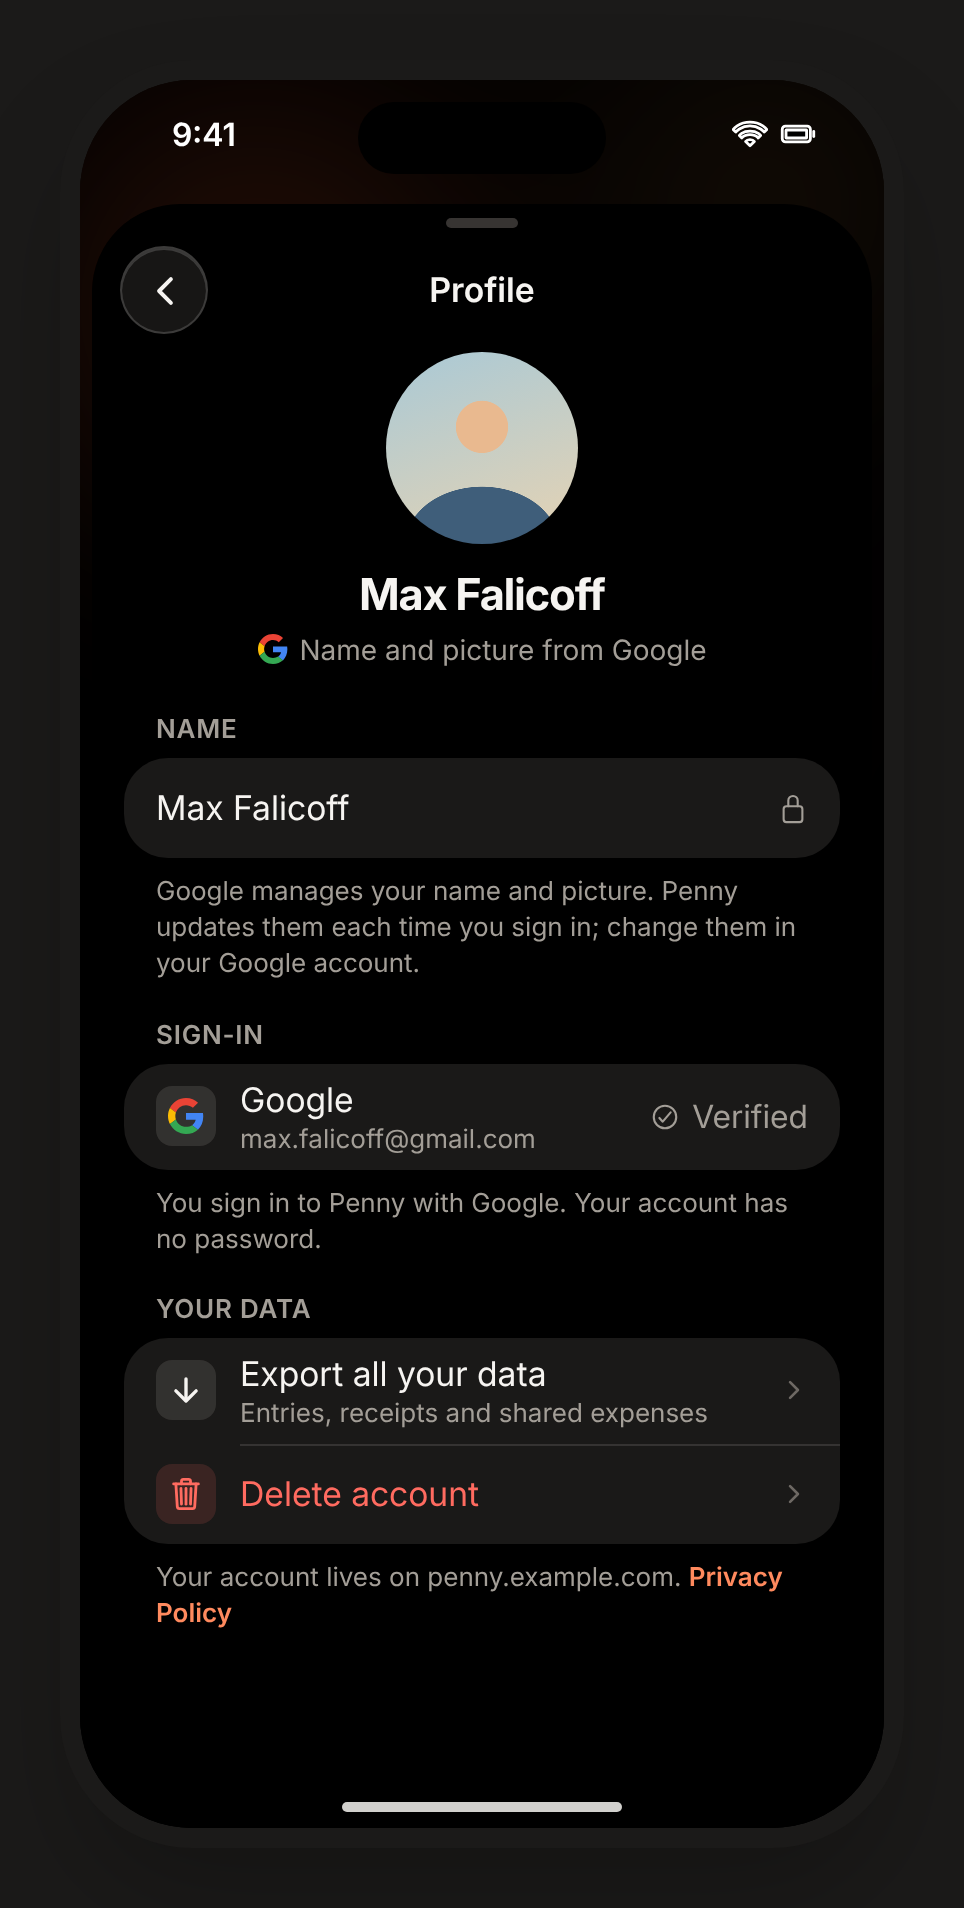 9:41
Profile
Max Falicoff
Name and picture from Google
NAME
Max Falicoff
Google manages your name and picture. Penny
updates them each time you sign in; change them in
your Google account.
SIGN-IN
Google
max.falicoff@gmail.com
Verified
You sign in to Penny with Google. Your account has
no password.
YOUR DATA
Export all your data
Entries, receipts and shared expenses
Delete account
Your account lives on penny.example.com. Privacy
Policy